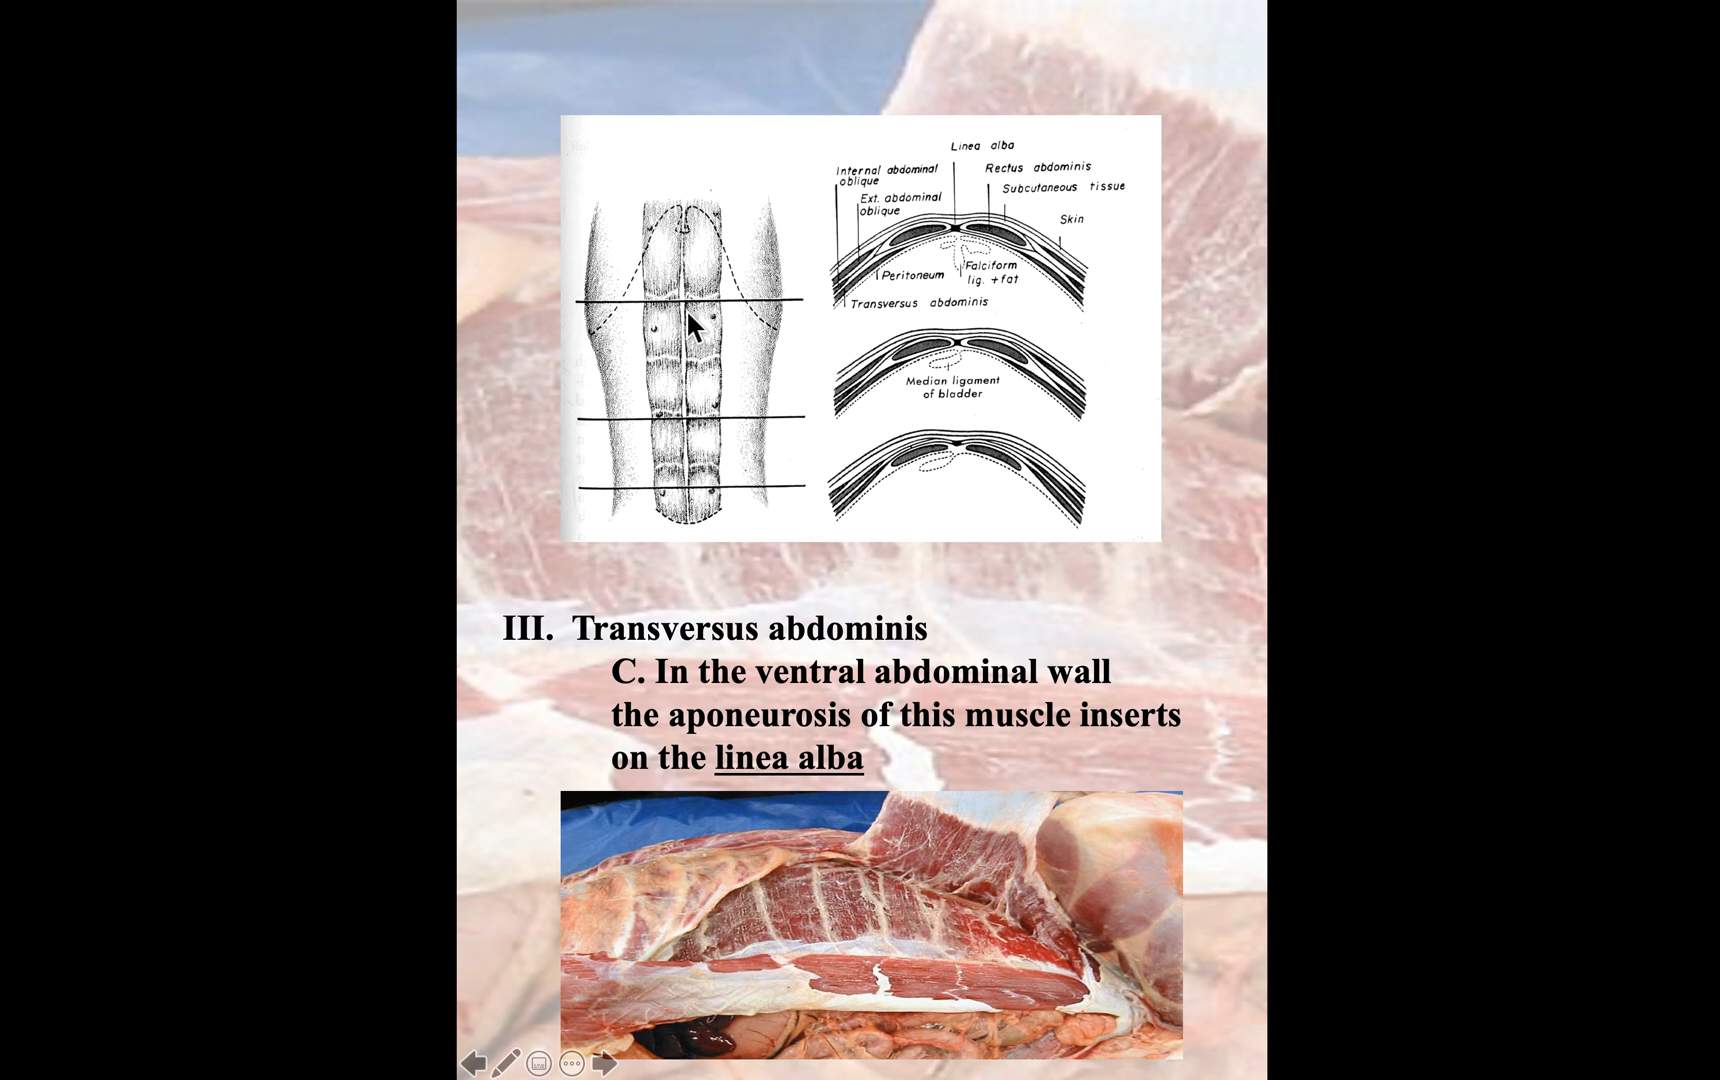 Linea alba
Internal abdominal
oblique
Rectus abdominis
Subcutaneous tissue
Ext. abdominal
oblique
Skin
Peritoneum
Falciform
lig. + fat
Transversus abdominis
Median ligament
of bladder
III. Transversus abdominis
C. In the ventral abdominal wall
the aponeurosis of this muscle inserts
on the linea alba